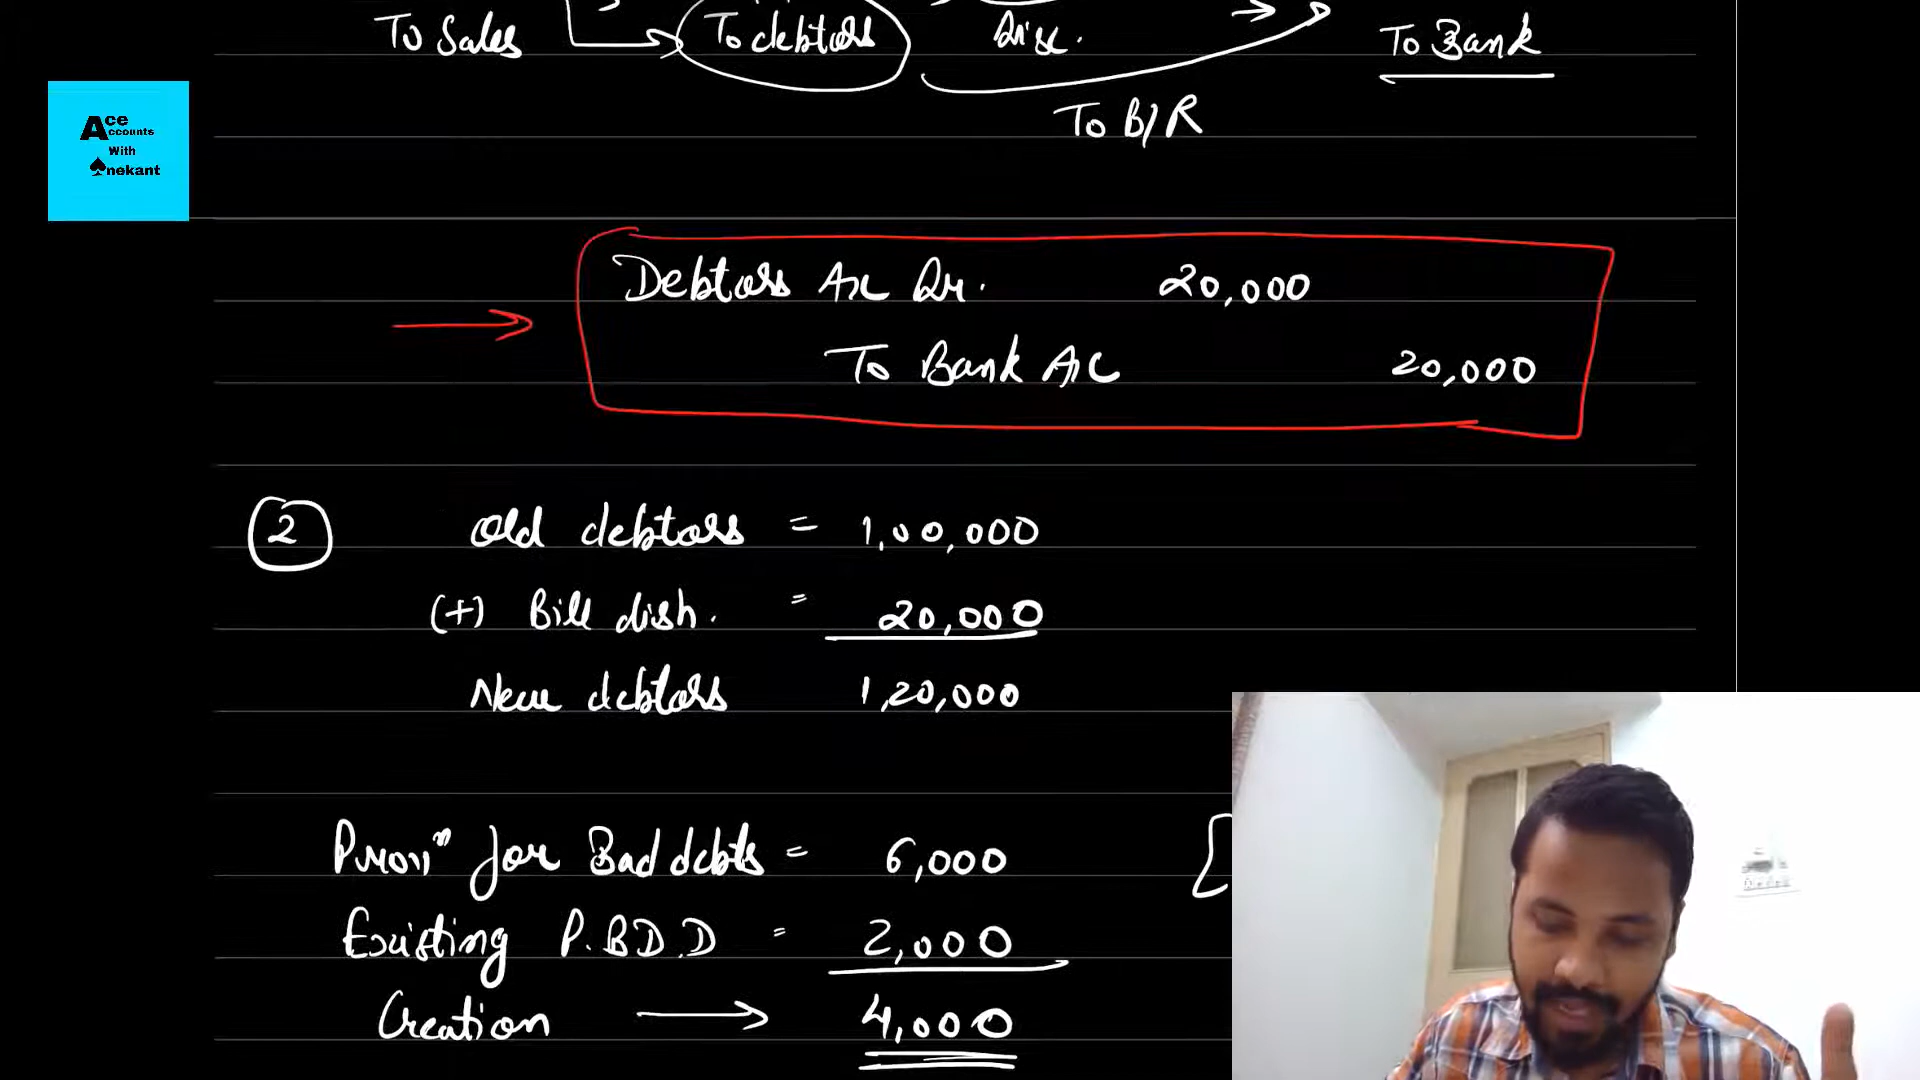 To Sales To debtors Disc. To Bank
To B/R
Ace Accounts
With
Anekant
Debtors A/c Dr. 20,000
To Bank A/C 20,000
2 Old debtors = 1,00,000
(+) Bill dish. = 20,000
New debtors 1,20,000
Provn for Bad debts = 6,000 [
Existing P.B.D.D = 2,000
Creation → 4,000